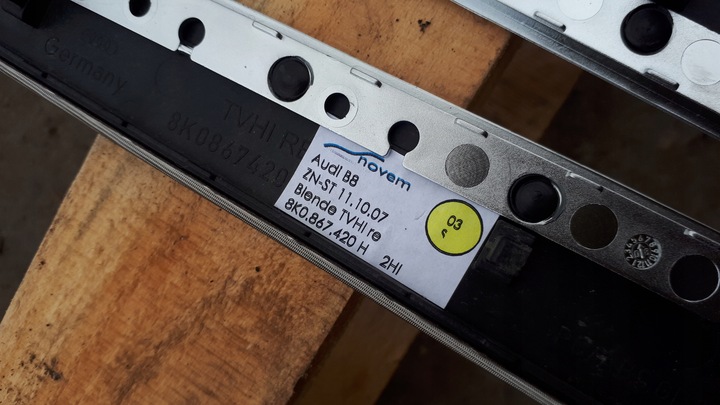 Germany
TVHI RE
8K0867420
novem
Audi B8
ZN-ST 11.10.07
Blende TVHI re
8K0.867.420 H 2HI
03